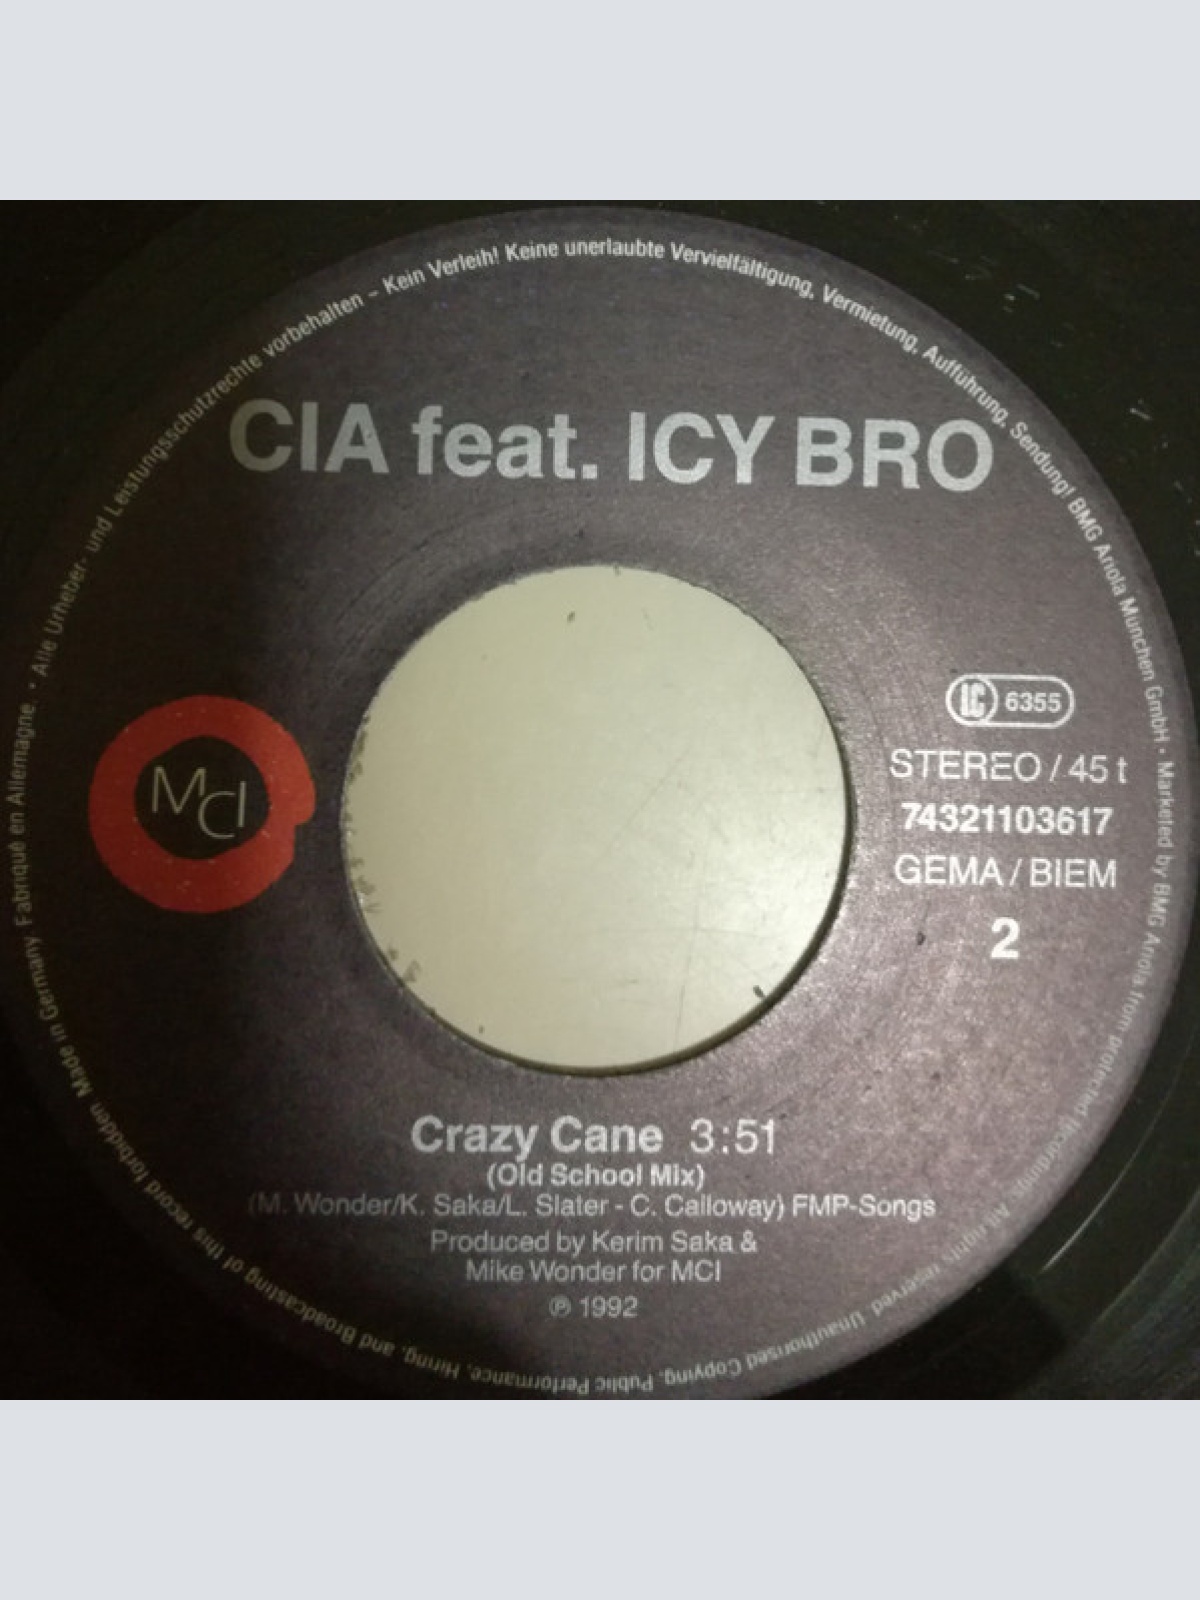 Alle Urheber- und Leistungsschutzrechte vorbehalten – Kein Verleih! Keine unerlaubte Vervielfältigung, Vermietung, Aufführung, Sendung! BMG Ariola München GmbH · Marketed by BMG Ariola from protected Recordings. All rights reserved. Unauthorised Copying, Public Performance, Hiring, and Broadcasting of this record forbidden. Made in Germany. Fabriqué en Allemagne. ·
CIA feat. ICY BRO
MCI
LC 6355
STEREO / 45 t
74321103617
GEMA / BIEM
2
Crazy Cane 3:51
(Old School Mix)
(M. Wonder/K. Saka/L. Slater - C. Calloway) FMP-Songs
Produced by Kerim Saka &
Mike Wonder for MCI
℗ 1992